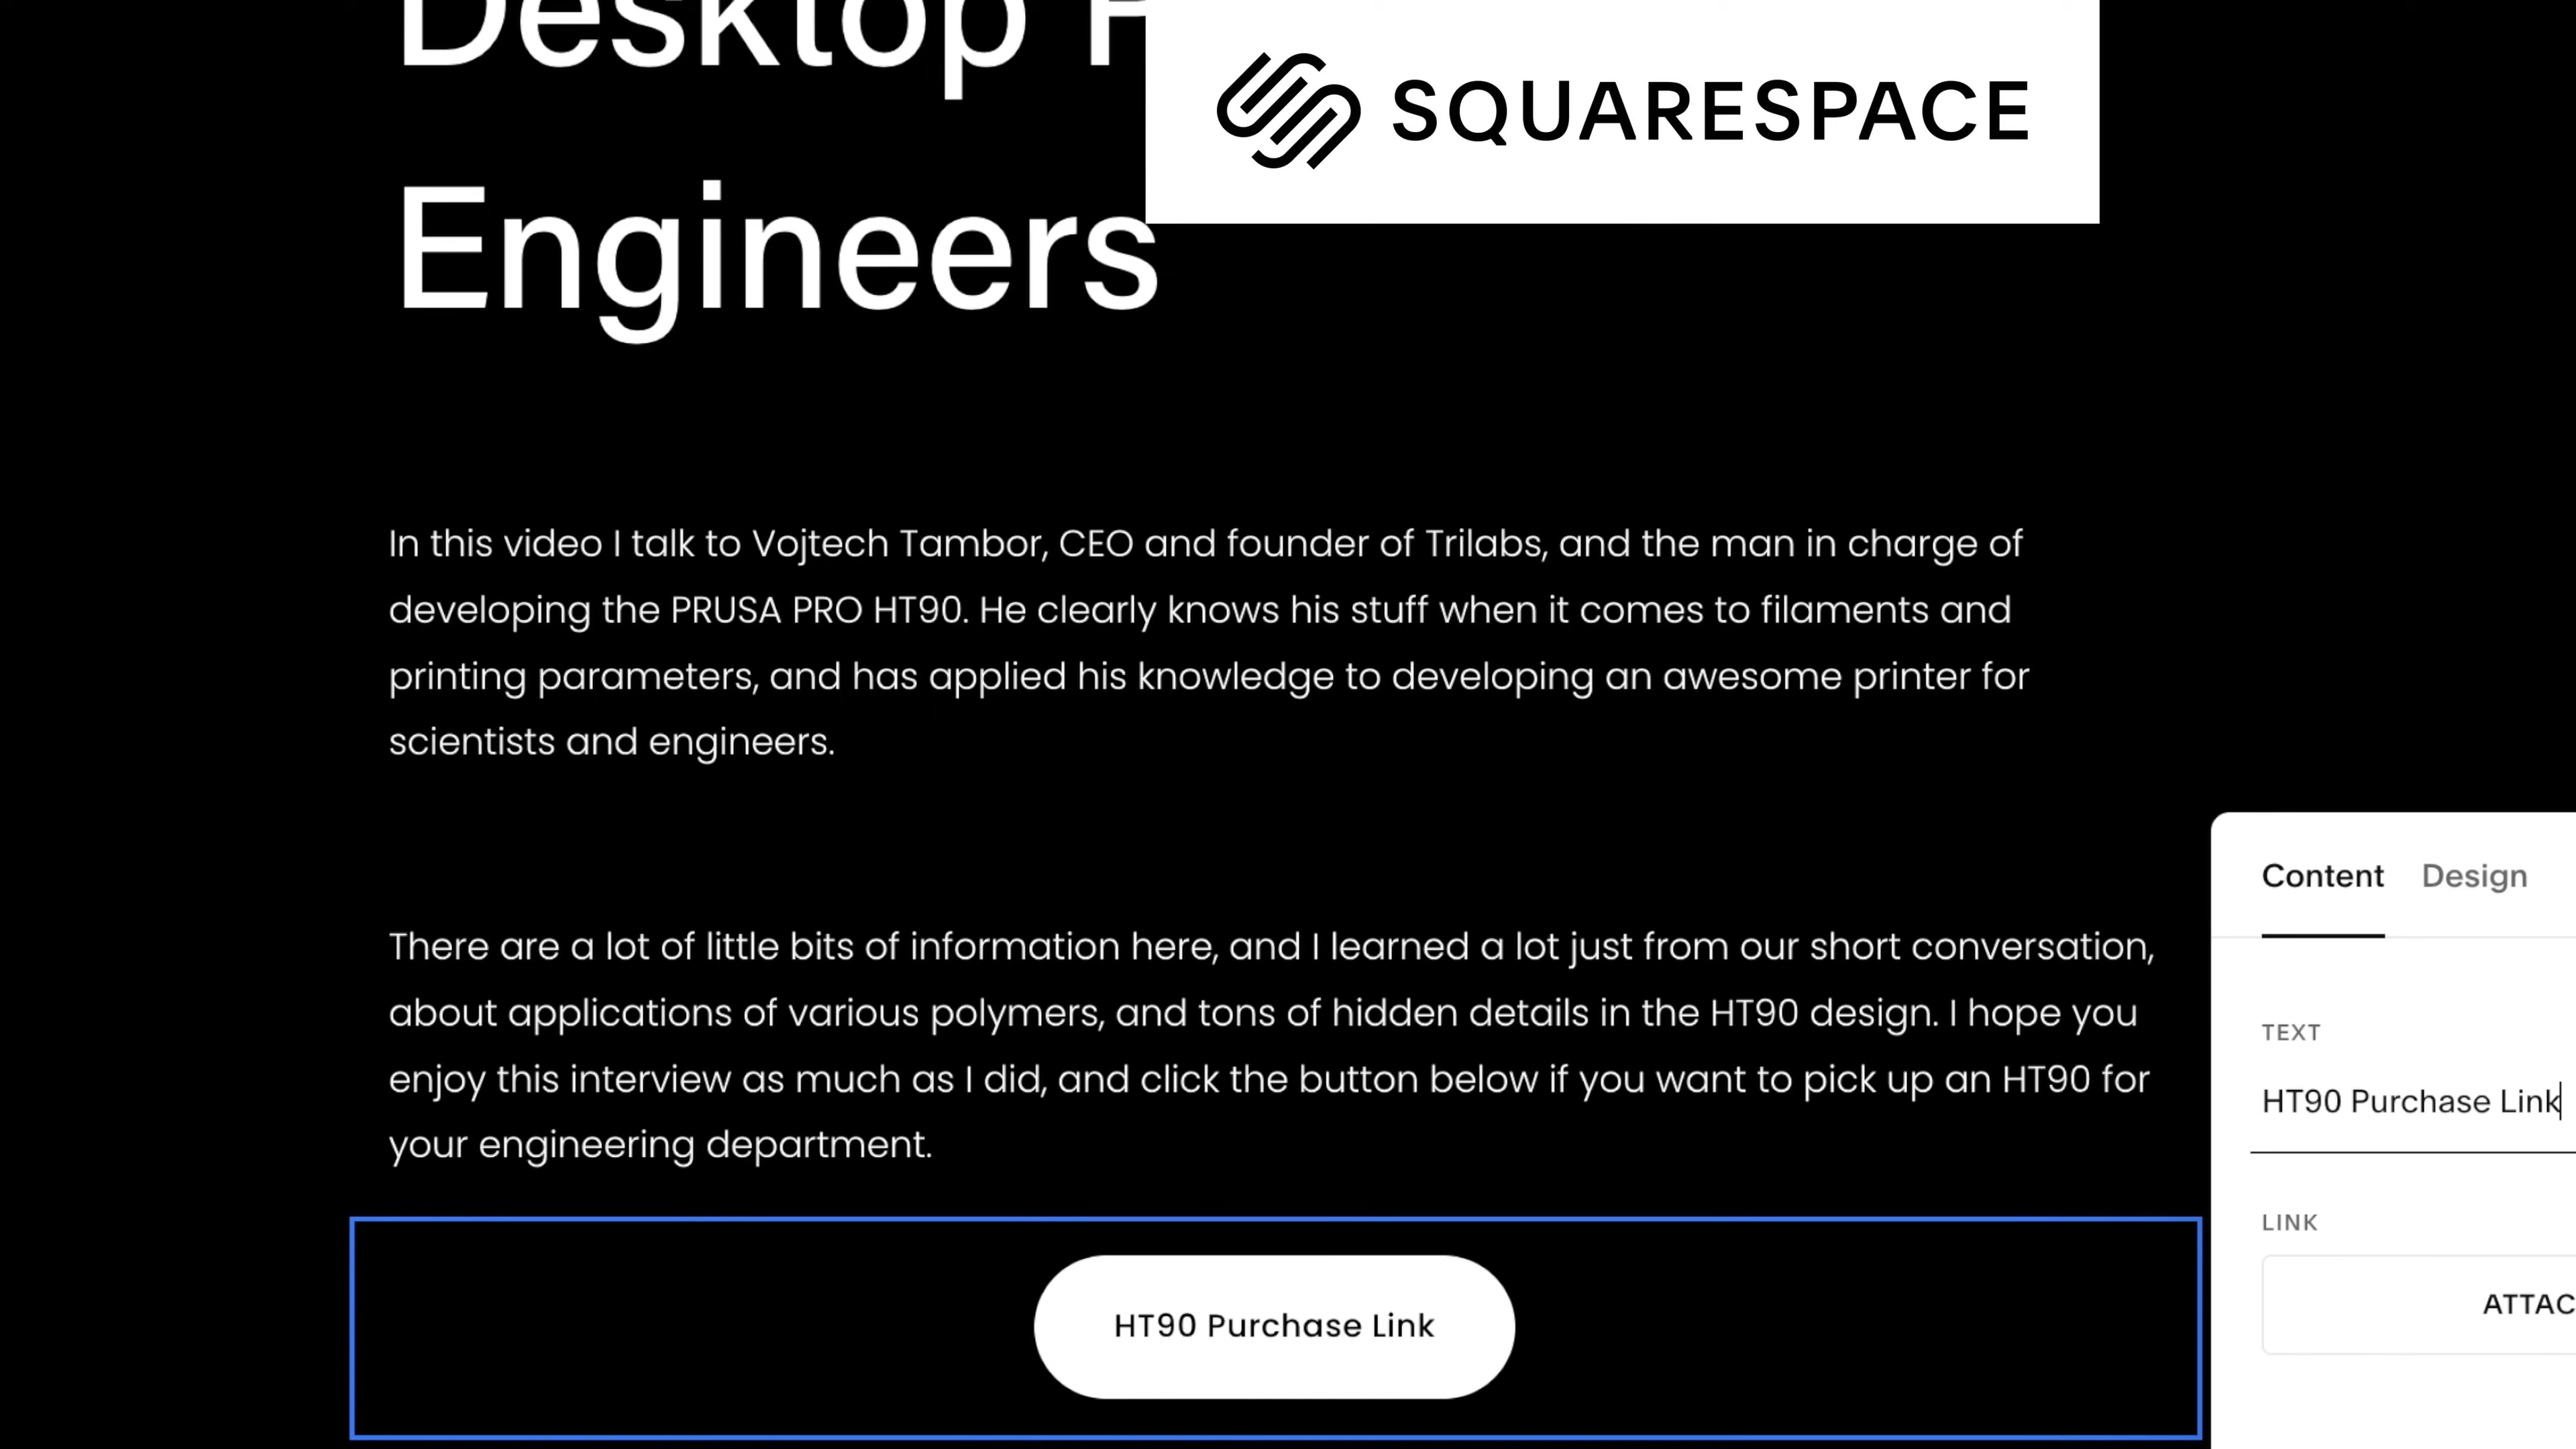 Desktop
SQUARESPACE
Engineers
In this video I talk to Vojtech Tambor, CEO and founder of Trilabs, and the man in charge of
developing the PRUSA PRO HT90. He clearly knows his stuff when it comes to filaments and
printing parameters, and has applied his knowledge to developing an awesome printer for
scientists and engineers.
There are a lot of little bits of information here, and I learned a lot just from our short conversation,
about applications of various polymers, and tons of hidden details in the HT90 design. I hope you
enjoy this interview as much as I did, and click the button below if you want to pick up an HT90 for
your engineering department.
HT90 Purchase Link
Content Design
TEXT
HT90 Purchase Link
LINK
ATTAC